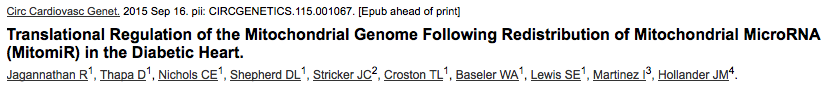 Circ Cardiovasc Genet. 2015 Sep 16. pii: CIRCGENETICS.115.001067. [Epub ahead of print]
Translational Regulation of the Mitochondrial Genome Following Redistribution of Mitochondrial MicroRNA
(MitomiR) in the Diabetic Heart.
Jagannathan R1, Thapa D1, Nichols CE1, Shepherd DL1, Stricker JC2, Croston TL1, Baseler WA1, Lewis SE1, Martinez I3, Hollander JM4.